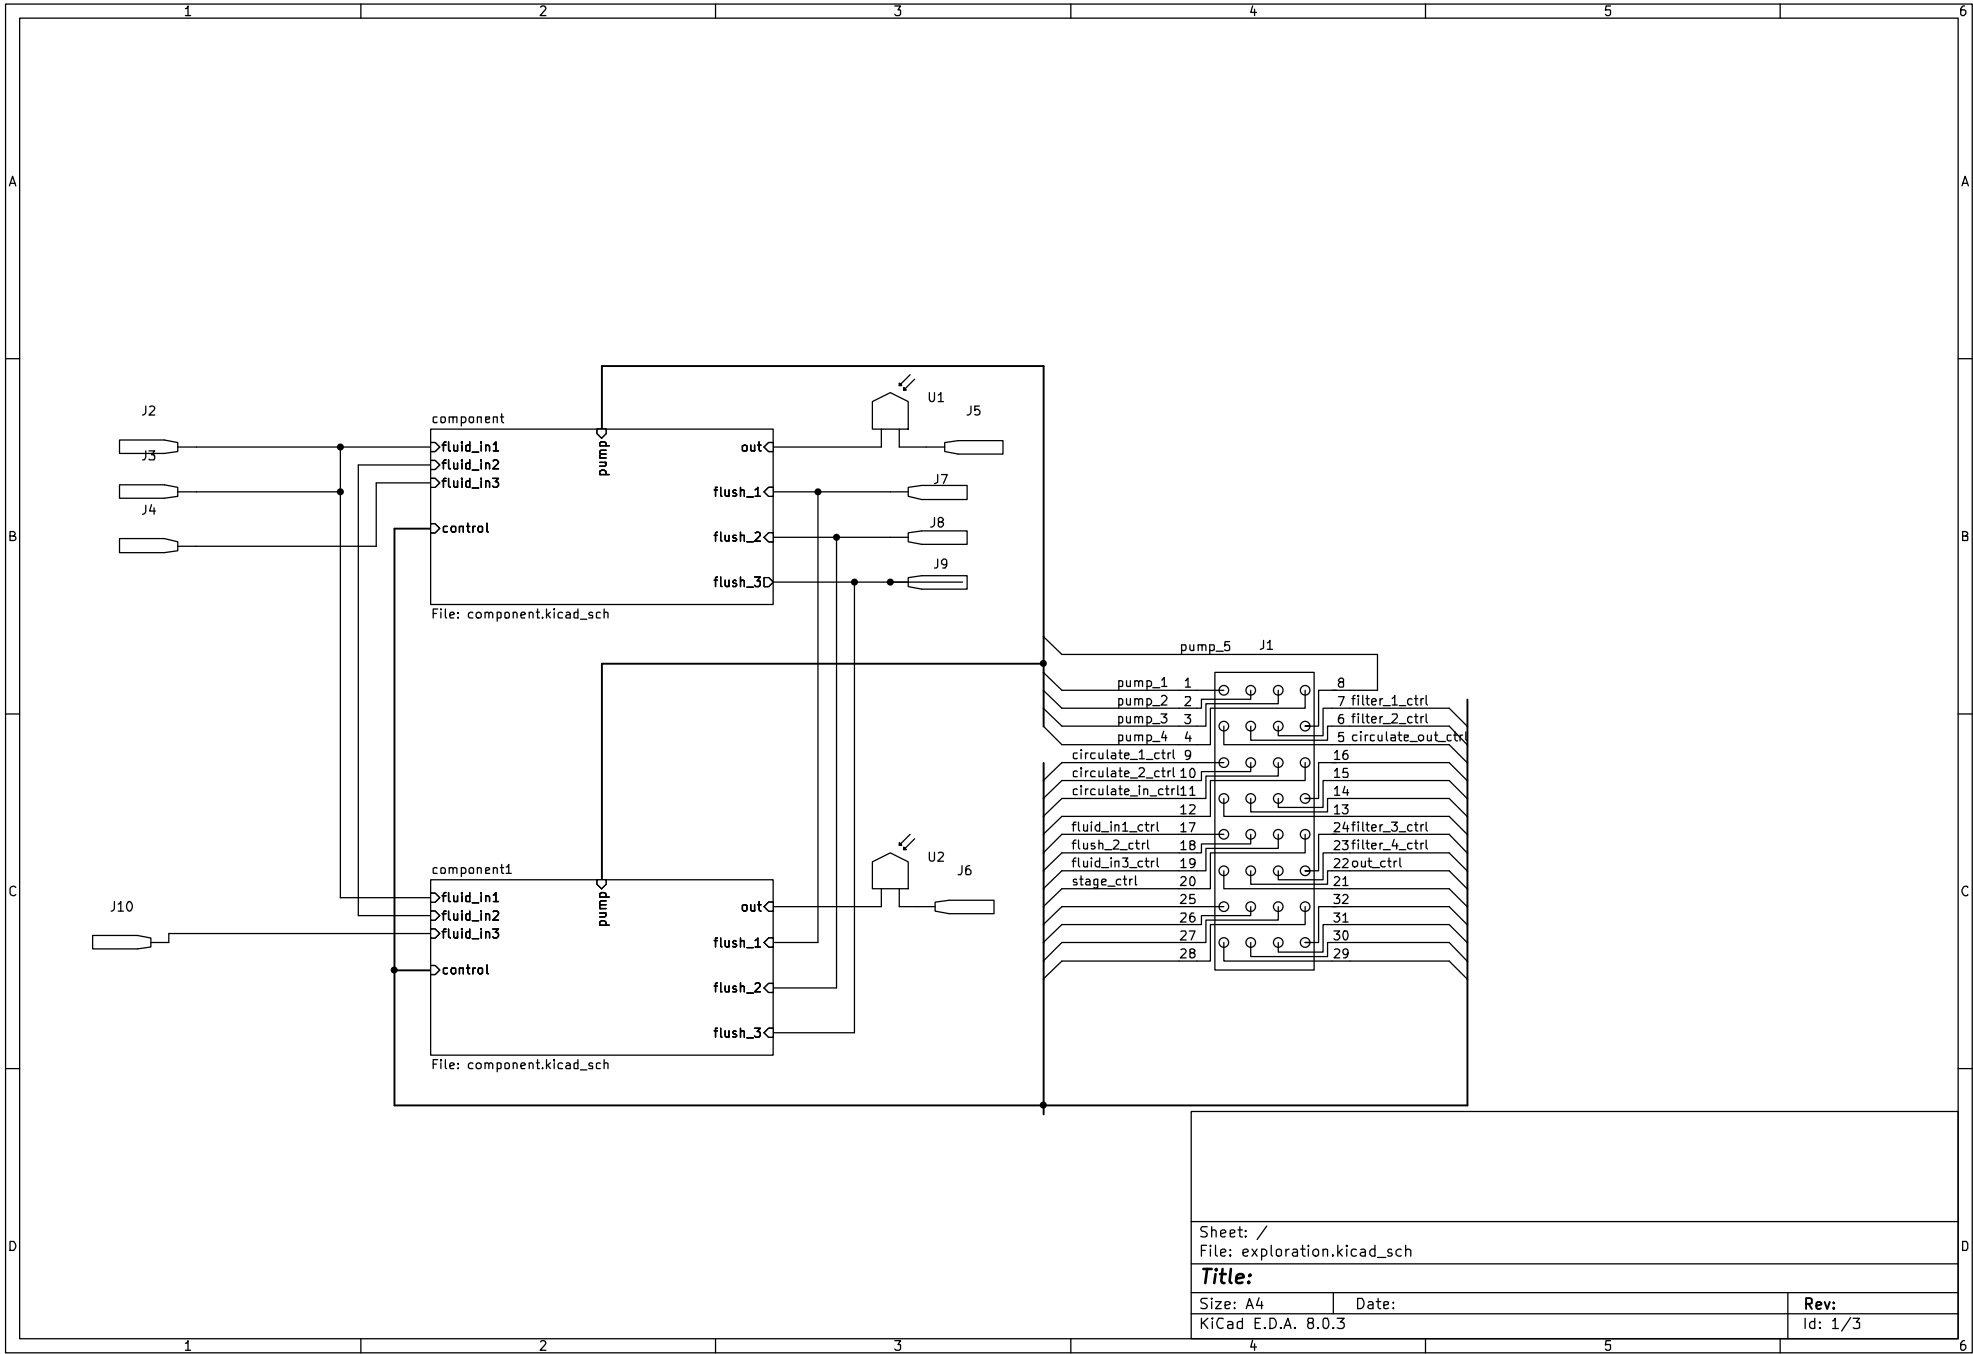 1 2 3 4 5 6
A A
B B
C C
D D
J2
J3
J4
J10
component
fluid_in1
fluid_in2
fluid_in3
control
pump
out
flush_1
flush_2
flush_3
File: component.kicad_sch
U1
J5
J7
J8
J9
component1
fluid_in1
fluid_in2
fluid_in3
control
pump
out
flush_1
flush_2
flush_3
File: component.kicad_sch
U2
J6
pump_5 J1
pump_1 1 8
pump_2 2 7 filter_1_ctrl
pump_3 3 6 filter_2_ctrl
pump_4 4 5 circulate_out_ctrl
circulate_1_ctrl 9 16
circulate_2_ctrl 10 15
circulate_in_ctrl 11 14
12 13
fluid_in1_ctrl 17 24 filter_3_ctrl
flush_2_ctrl 18 23 filter_4_ctrl
fluid_in3_ctrl 19 22 out_ctrl
stage_ctrl 20 21
25 32
26 31
27 30
28 29
Sheet: /
File: exploration.kicad_sch
Title:
Size: A4 Date: Rev:
KiCad E.D.A. 8.0.3 Id: 1/3
1 2 3 4 5 6